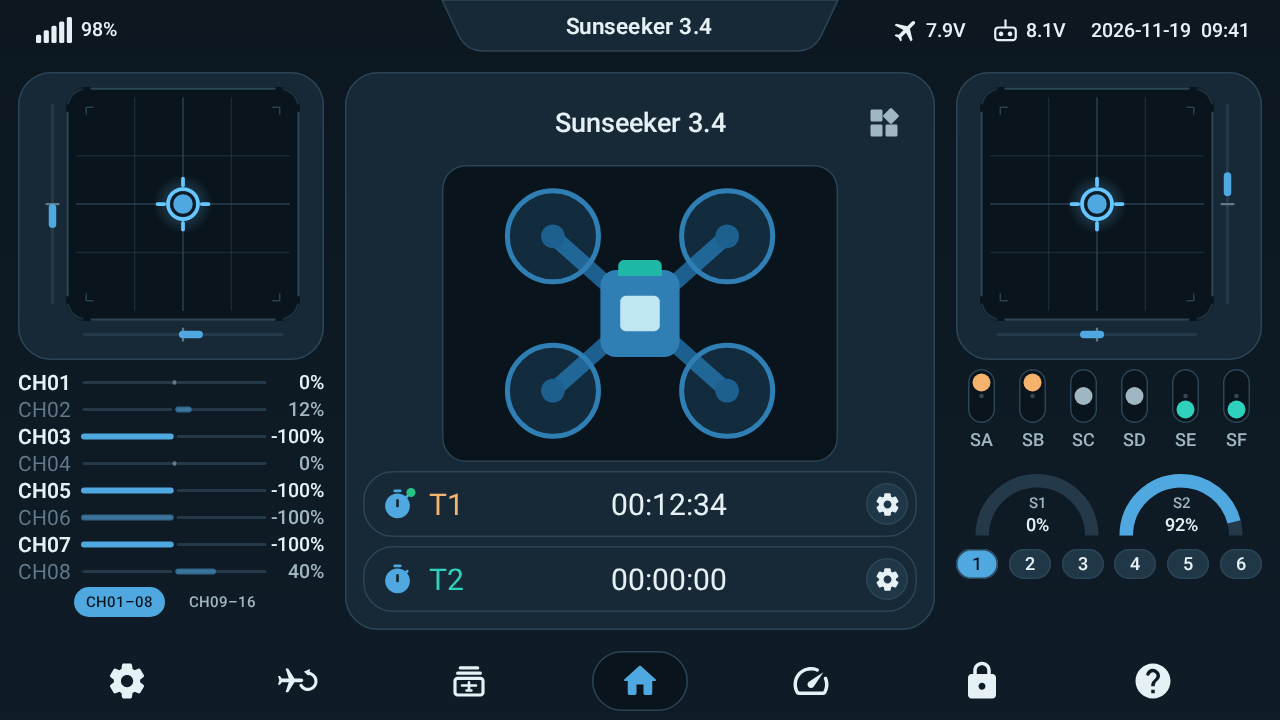 98%
Sunseeker 3.4
7.9V
8.1V
2026-11-19 09:41
Sunseeker 3.4
CH01 0%
CH02 12%
CH03 -100%
CH04 0%
CH05 -100%
CH06 -100%
CH07 -100%
CH08 40%
CH01–08 CH09–16
T1 00:12:34
T2 00:00:00
SA SB SC SD SE SF
S1
0%
S2
92%
1 2 3 4 5 6